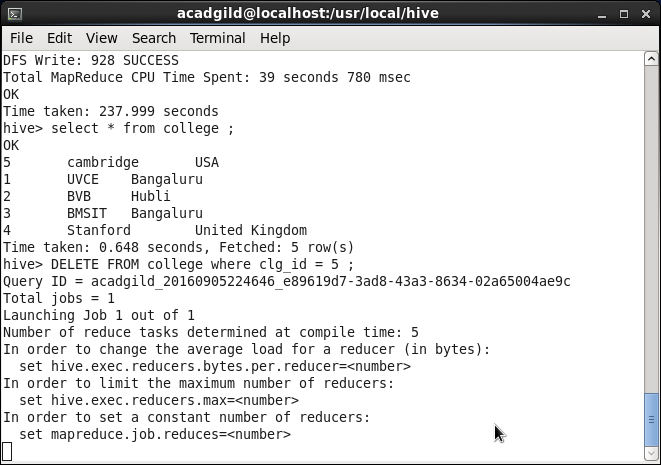 acadgild@localhost:/usr/local/hive
File Edit View Search Terminal Help
DFS Write: 928 SUCCESS
Total MapReduce CPU Time Spent: 39 seconds 780 msec
OK
Time taken: 237.999 seconds
hive> select * from college ;
OK
5 cambridge USA
1 UVCE Bangaluru
2 BVB Hubli
3 BMSIT Bangaluru
4 Stanford United Kingdom
Time taken: 0.648 seconds, Fetched: 5 row(s)
hive> DELETE FROM college where clg_id = 5 ;
Query ID = acadgild_20160905224646_e89619d7-3ad8-43a3-8634-02a65004ae9c
Total jobs = 1
Launching Job 1 out of 1
Number of reduce tasks determined at compile time: 5
In order to change the average load for a reducer (in bytes):
  set hive.exec.reducers.bytes.per.reducer=<number>
In order to limit the maximum number of reducers:
  set hive.exec.reducers.max=<number>
In order to set a constant number of reducers:
  set mapreduce.job.reduces=<number>